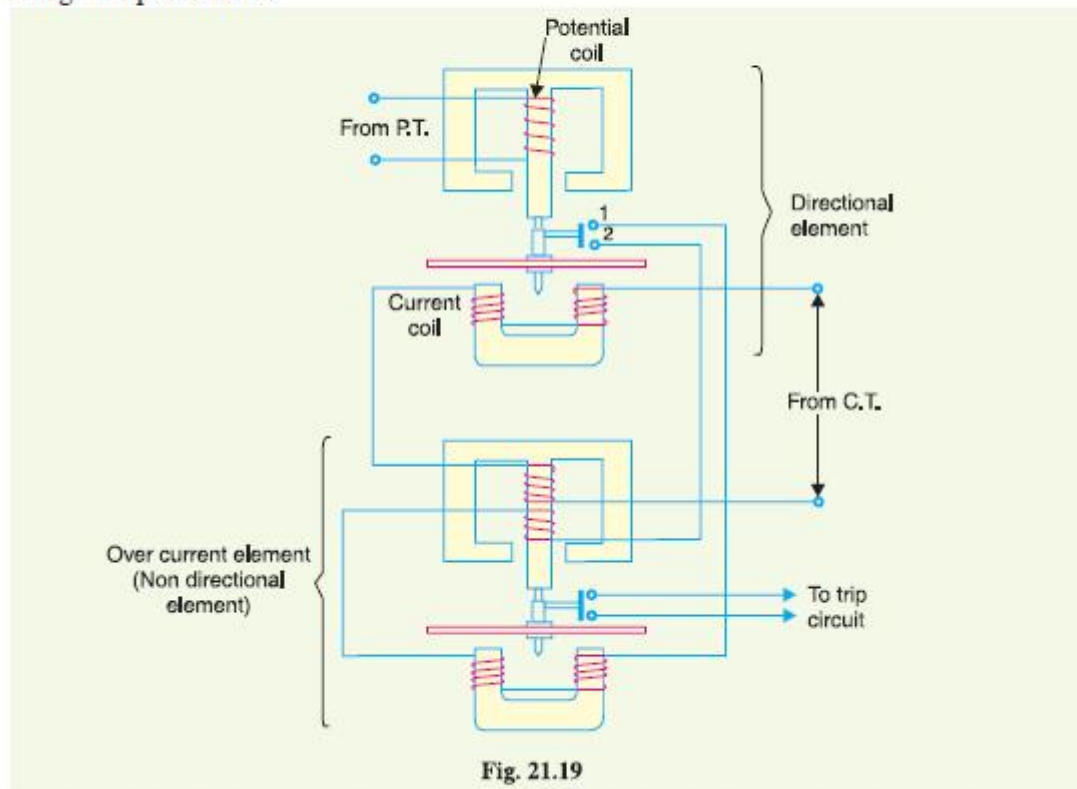 Potential
coil
From P.T.
1
2
Directional
element
Current
coil
From C.T.
Over current element
(Non directional
element)
To trip
circuit
Fig. 21.19